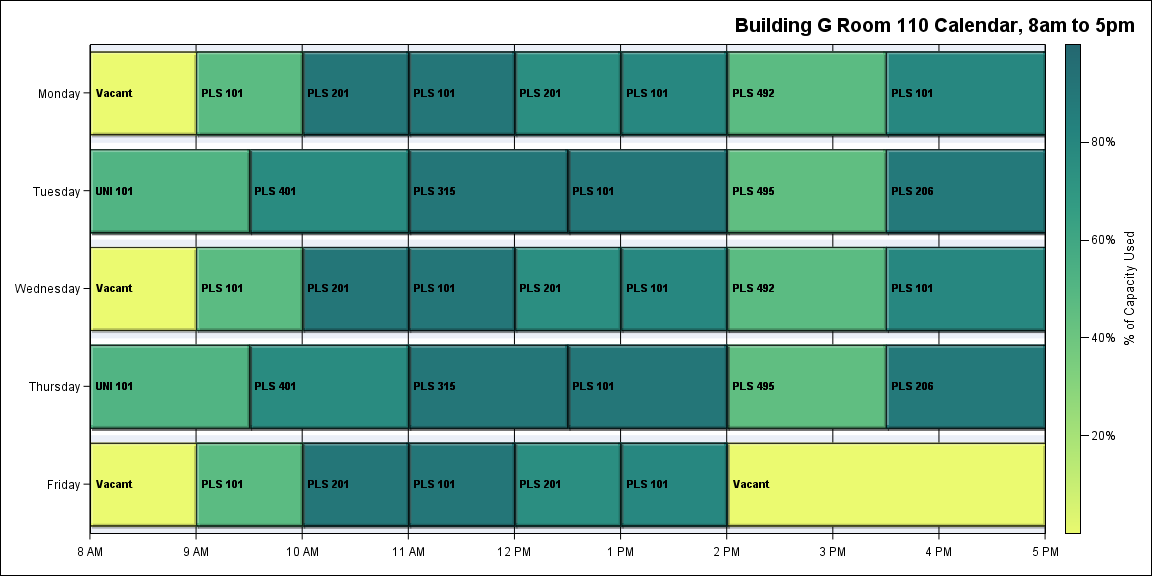 Building G Room 110 Calendar, 8am to 5pm
Monday
Vacant PLS 101 PLS 201 PLS 101 PLS 201 PLS 101 PLS 492 PLS 101
Tuesday
UNI 101 PLS 401 PLS 315 PLS 101 PLS 495 PLS 206
Wednesday
Vacant PLS 101 PLS 201 PLS 101 PLS 201 PLS 101 PLS 492 PLS 101
Thursday
UNI 101 PLS 401 PLS 315 PLS 101 PLS 495 PLS 206
Friday
Vacant PLS 101 PLS 201 PLS 101 PLS 201 PLS 101 Vacant
8 AM 9 AM 10 AM 11 AM 12 PM 1 PM 2 PM 3 PM 4 PM 5 PM
80%
60%
40%
20%
% of Capacity Used